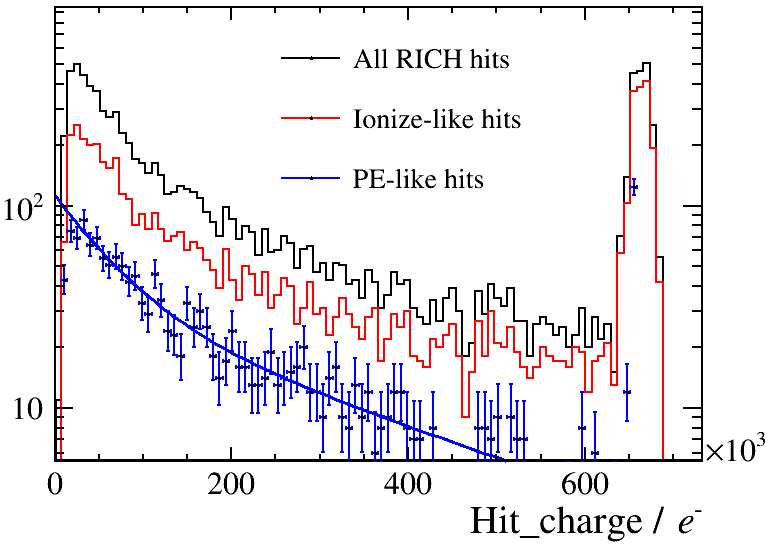 All RICH hits
Ionize-like hits
PE-like hits
10²
10
0 200 400 600 ×10³
Hit_charge / e⁻